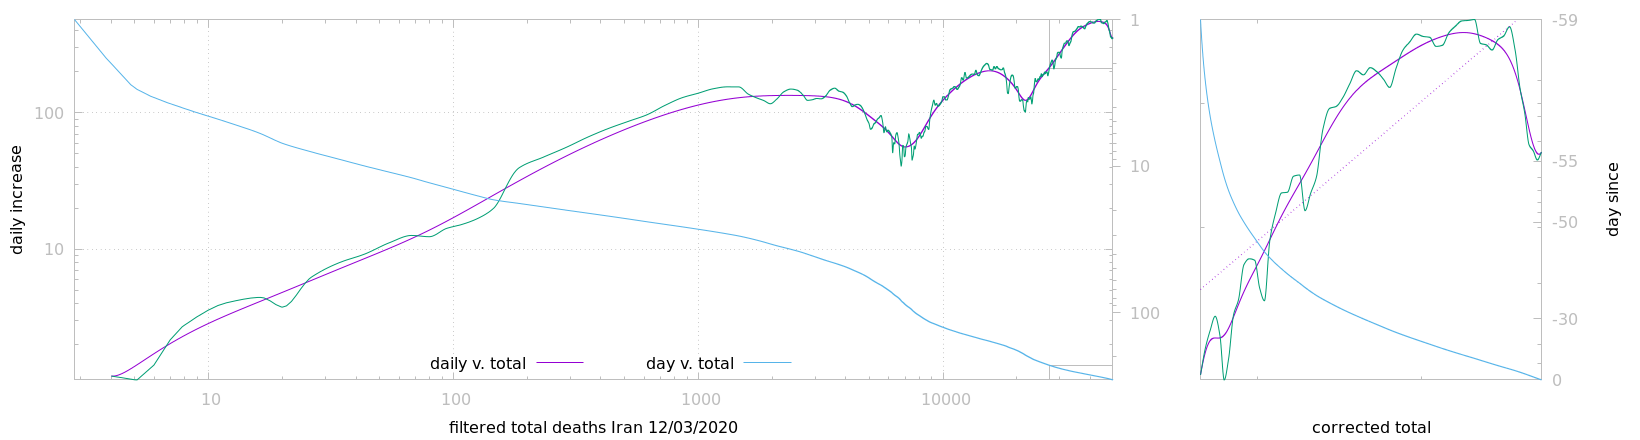 1
-59
100
10
-55
daily increase
day since
-50
10
100
-30
daily v. total
day v. total
0
10
100
1000
10000
filtered total deaths Iran 12/03/2020
corrected total